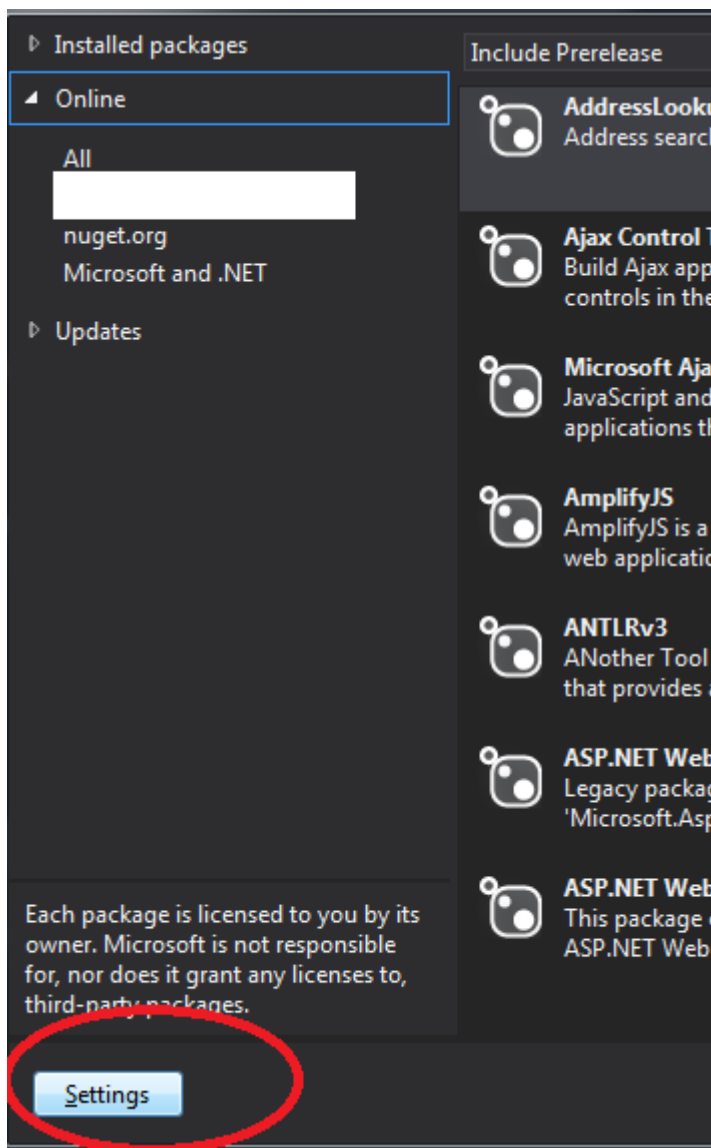 Installed packages
Online
All
nuget.org
Microsoft and .NET
Updates
Each package is licensed to you by its
owner. Microsoft is not responsible
for, nor does it grant any licenses to,
third-party packages.
Settings
Include Prerelease
Address search
Ajax Control
Build Ajax app
controls in the
Microsoft Aja
JavaScript and
applications th
AmplifyJS
AmplifyJS is a
web applicatio
ANTLRv3
ANother Tool
that provides
ASP.NET Web
Legacy packag
'Microsoft.Asp
ASP.NET Web
This package
ASP.NET Web